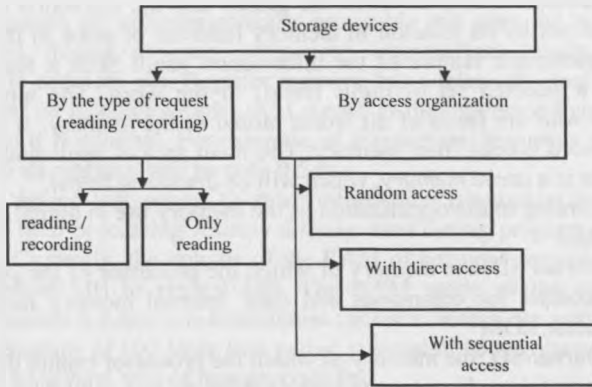 Storage devices
By the type of request
(reading / recording)
By access organization
reading /
recording
Only
reading
Random access
With direct access
With sequential
access